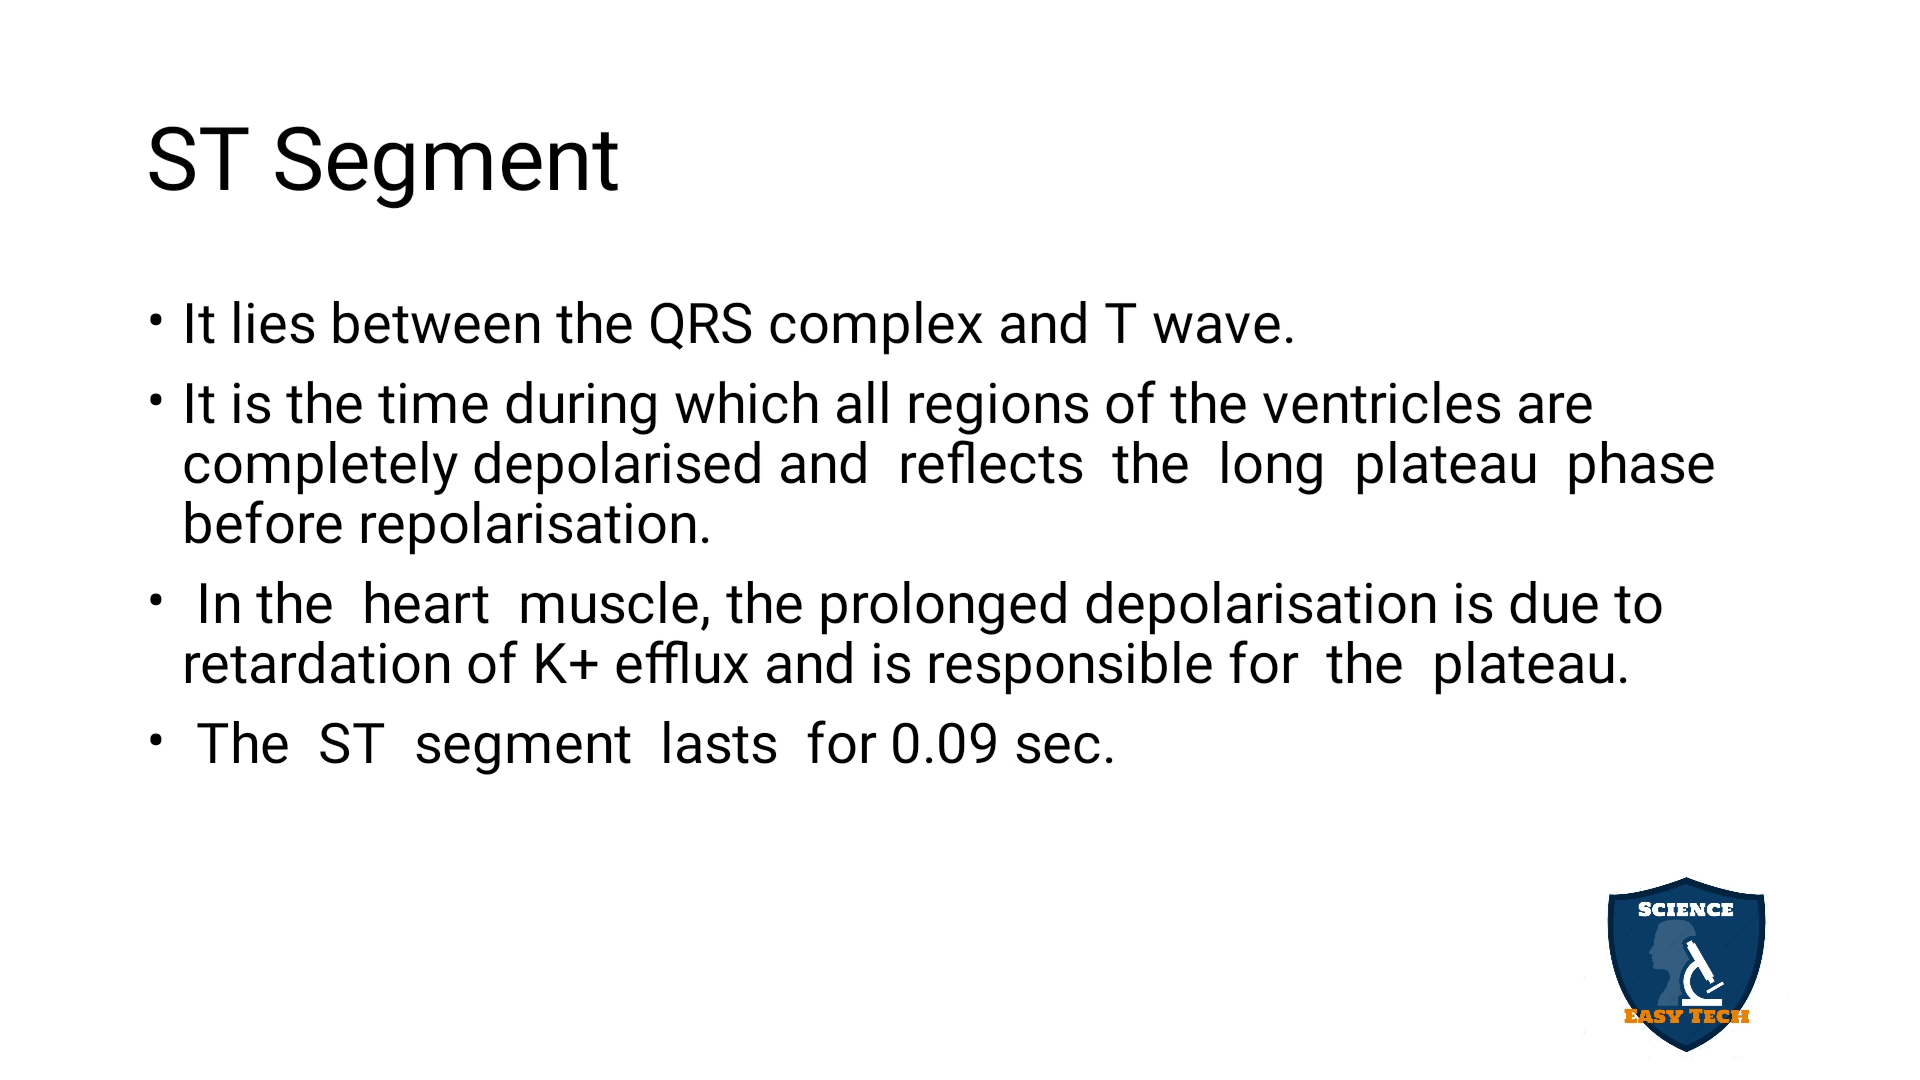 ST Segment
• It lies between the QRS complex and T wave.
• It is the time during which all regions of the ventricles are
completely depolarised and  reflects  the  long  plateau  phase
before repolarisation.
•  In the  heart  muscle, the prolonged depolarisation is due to
retardation of K+ efflux and is responsible for  the  plateau.
•  The  ST  segment  lasts  for 0.09 sec.
SCIENCE
EASY TECH